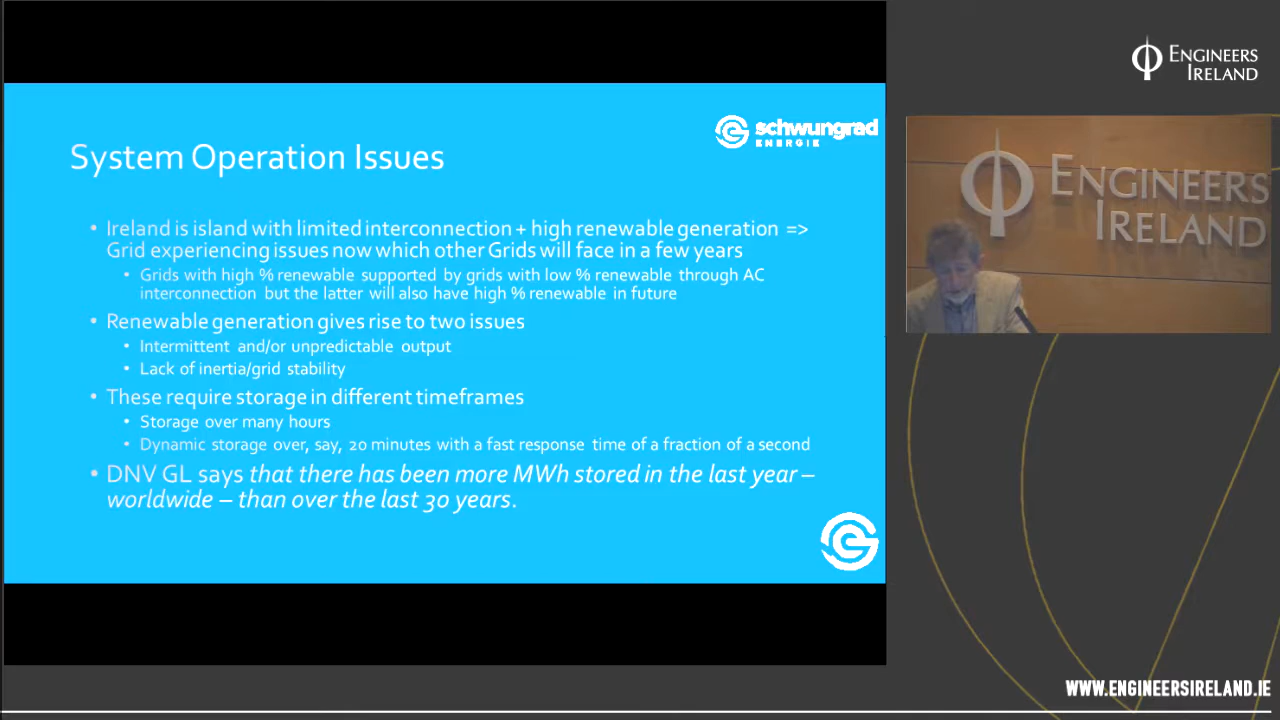 ENGINEERS
IRELAND
schwungrad
ENERGIE
System Operation Issues
• Ireland is island with limited interconnection + high renewable generation =>
Grid experiencing issues now which other Grids will face in a few years
• Grids with high % renewable supported by grids with low % renewable through AC
interconnection but the latter will also have high % renewable in future
• Renewable generation gives rise to two issues
• Intermittent and/or unpredictable output
• Lack of inertia/grid stability
• These require storage in different timeframes
• Storage over many hours
• Dynamic storage over, say, 20 minutes with a fast response time of a fraction of a second
• DNV GL says that there has been more MWh stored in the last year –
worldwide – than over the last 30 years.
ENGINEERS
IRELAND
WWW.ENGINEERSIRELAND.IE